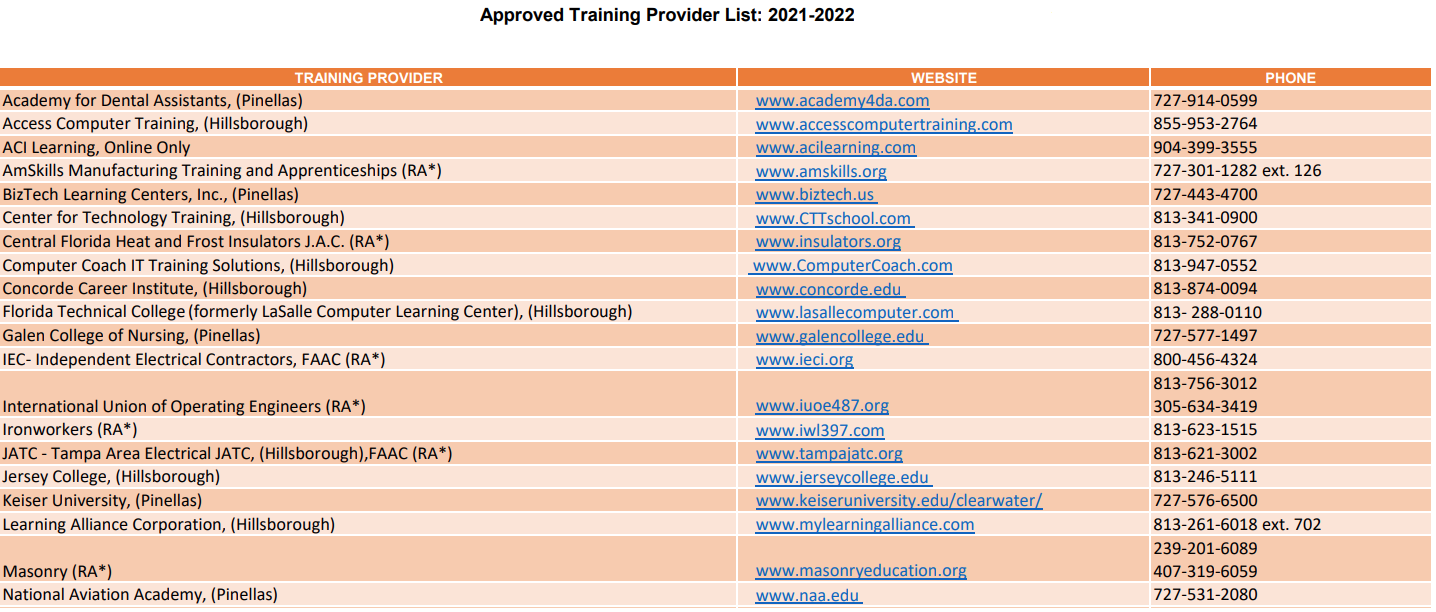 Approved Training Provider List: 2021-2022
TRAINING PROVIDER WEBSITE PHONE
Academy for Dental Assistants, (Pinellas) www.academy4da.com 727-914-0599
Access Computer Training, (Hillsborough) www.accesscomputertraining.com 855-953-2764
ACI Learning, Online Only www.acilearning.com 904-399-3555
AmSkills Manufacturing Training and Apprenticeships (RA*) www.amskills.org 727-301-1282 ext. 126
BizTech Learning Centers, Inc., (Pinellas) www.biztech.us 727-443-4700
Center for Technology Training, (Hillsborough) www.CTTschool.com 813-341-0900
Central Florida Heat and Frost Insulators J.A.C. (RA*) www.insulators.org 813-752-0767
Computer Coach IT Training Solutions, (Hillsborough) www.ComputerCoach.com 813-947-0552
Concorde Career Institute, (Hillsborough) www.concorde.edu 813-874-0094
Florida Technical College (formerly LaSalle Computer Learning Center), (Hillsborough) www.lasallecomputer.com 813- 288-0110
Galen College of Nursing, (Pinellas) www.galencollege.edu 727-577-1497
IEC- Independent Electrical Contractors, FAAC (RA*) www.ieci.org 800-456-4324
813-756-3012
International Union of Operating Engineers (RA*) www.iuoe487.org 305-634-3419
Ironworkers (RA*) www.iwl397.com 813-623-1515
JATC - Tampa Area Electrical JATC, (Hillsborough),FAAC (RA*) www.tampajatc.org 813-621-3002
Jersey College, (Hillsborough) www.jerseycollege.edu 813-246-5111
Keiser University, (Pinellas) www.keiseruniversity.edu/clearwater/ 727-576-6500
Learning Alliance Corporation, (Hillsborough) www.mylearningalliance.com 813-261-6018 ext. 702
239-201-6089
Masonry (RA*) www.masonryeducation.org 407-319-6059
National Aviation Academy, (Pinellas) www.naa.edu 727-531-2080